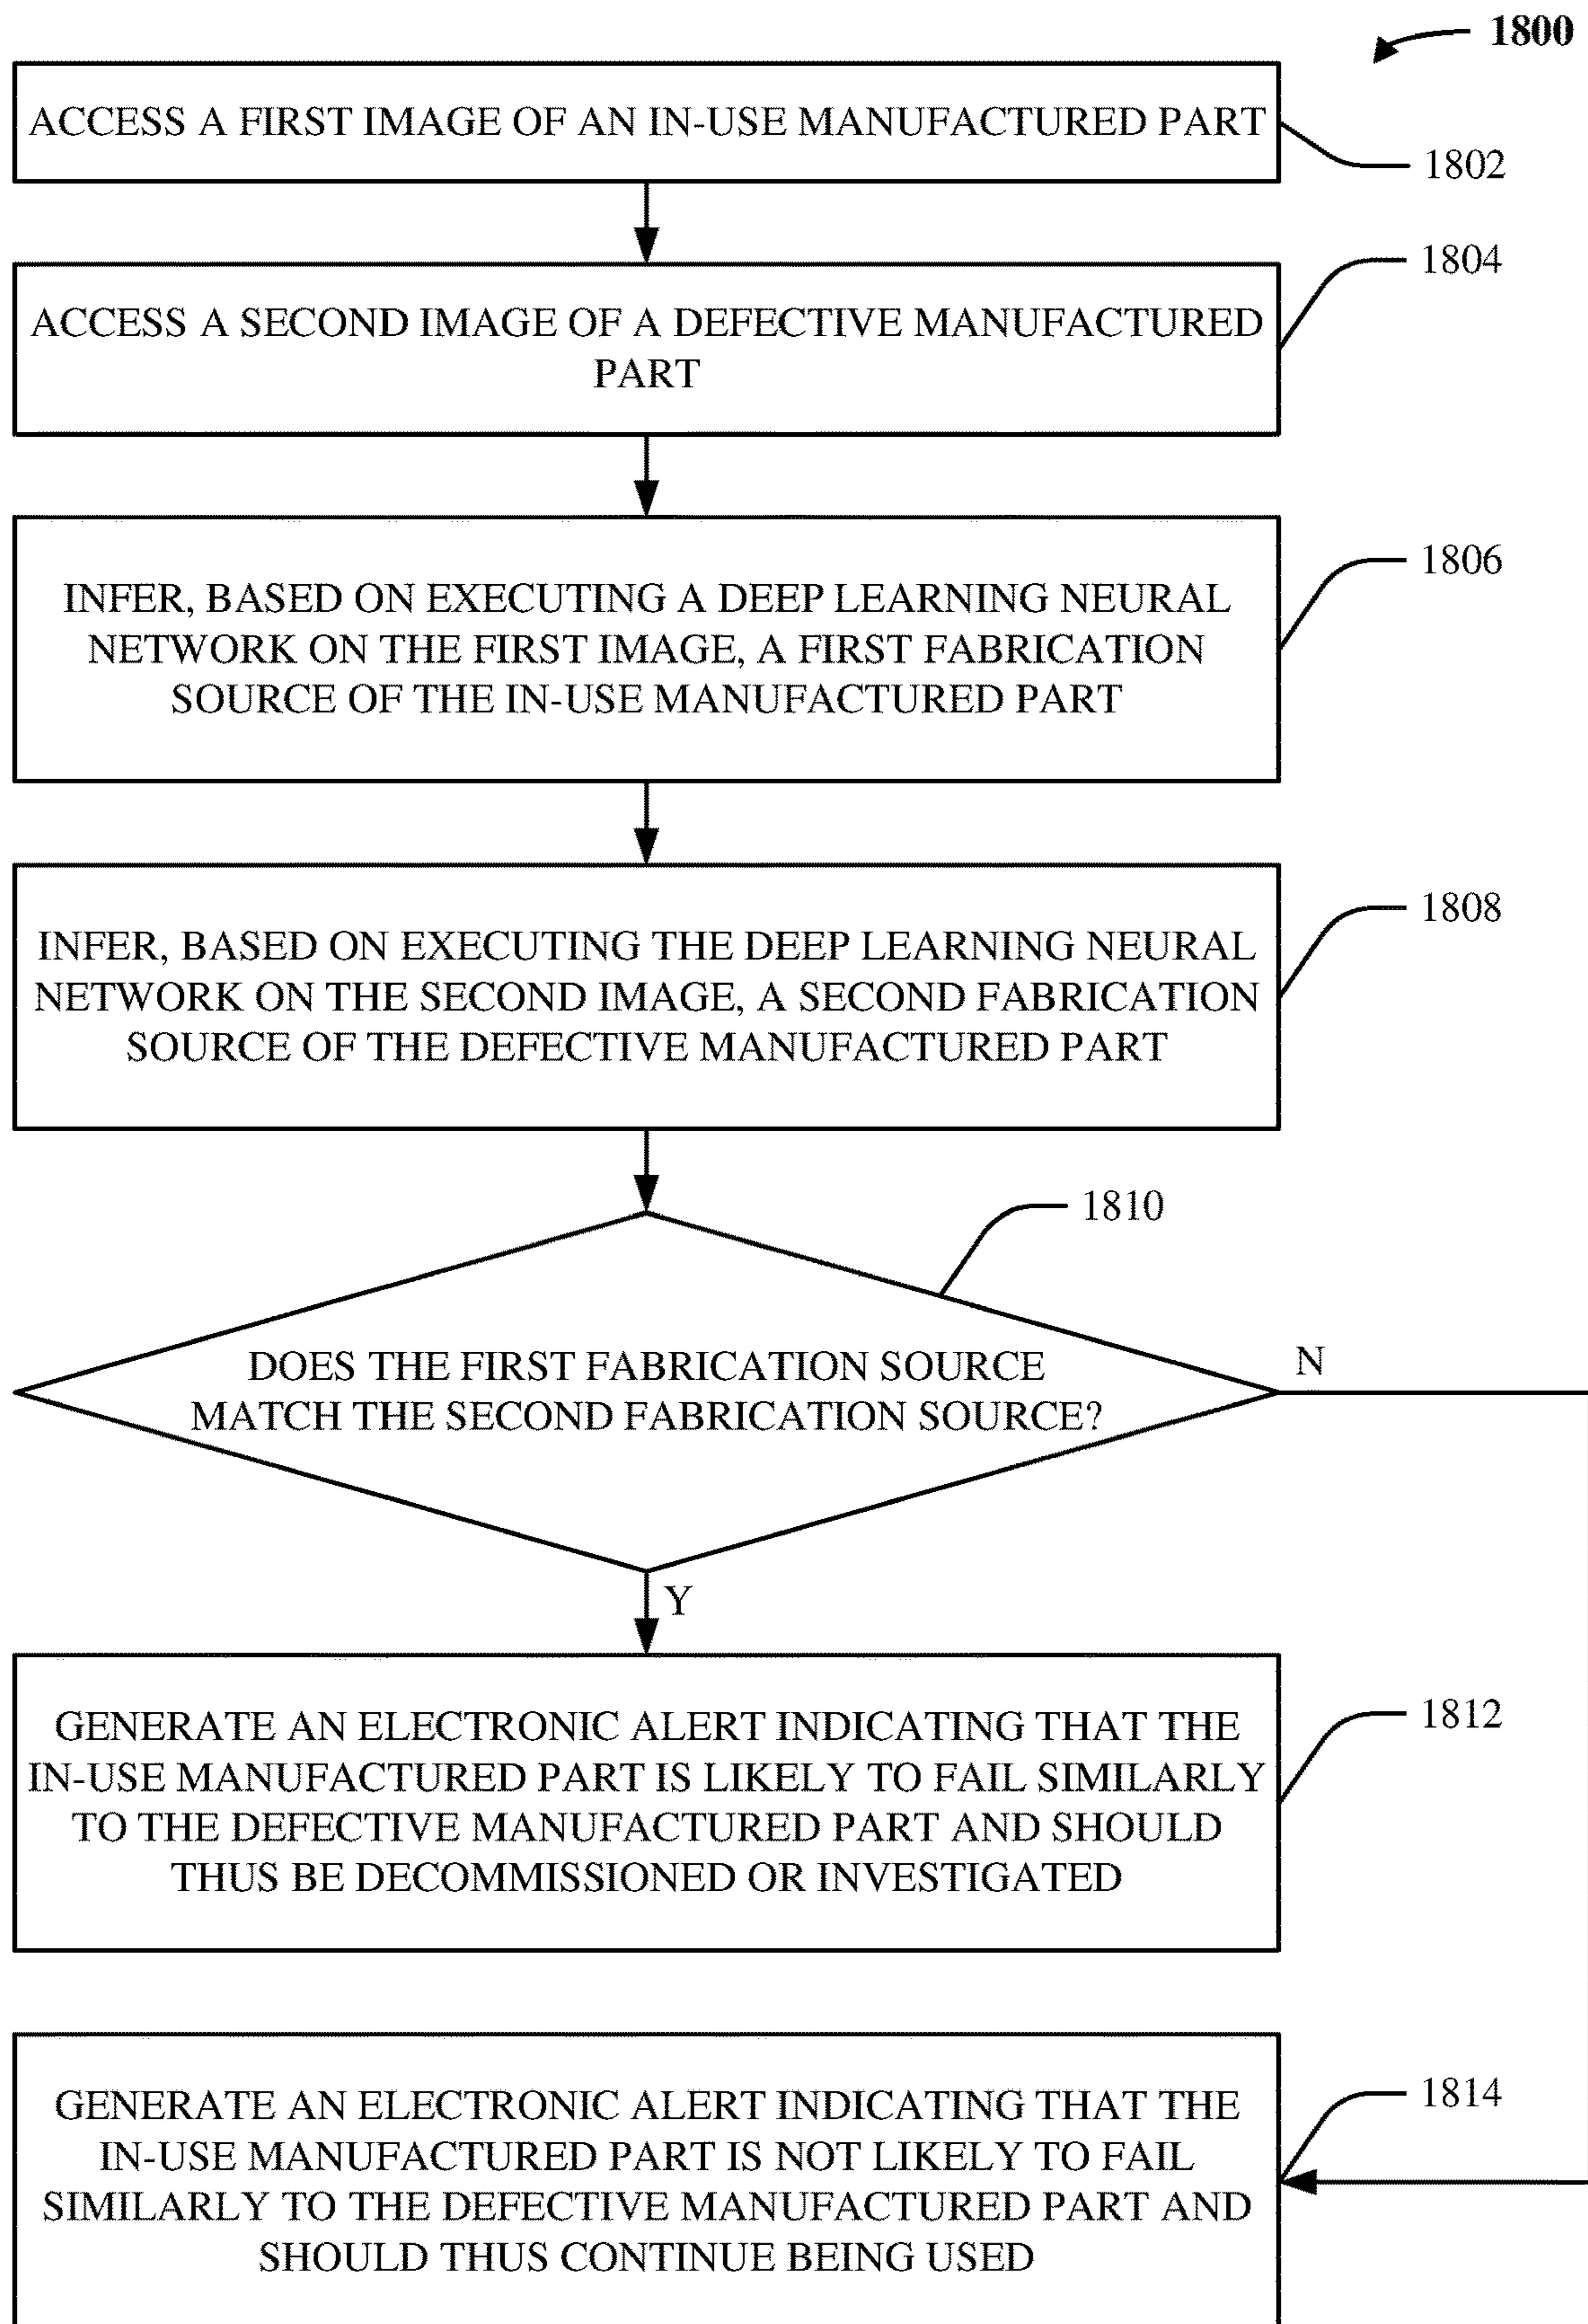 1800
ACCESS A FIRST IMAGE OF AN IN-USE MANUFACTURED PART
1802
1804
ACCESS A SECOND IMAGE OF A DEFECTIVE MANUFACTURED
PART
1806
INFER, BASED ON EXECUTING A DEEP LEARNING NEURAL
NETWORK ON THE FIRST IMAGE, A FIRST FABRICATION
SOURCE OF THE IN-USE MANUFACTURED PART
1808
INFER, BASED ON EXECUTING THE DEEP LEARNING NEURAL
NETWORK ON THE SECOND IMAGE, A SECOND FABRICATION
SOURCE OF THE DEFECTIVE MANUFACTURED PART
1810
DOES THE FIRST FABRICATION SOURCE
MATCH THE SECOND FABRICATION SOURCE?
N
Y
1812
GENERATE AN ELECTRONIC ALERT INDICATING THAT THE
IN-USE MANUFACTURED PART IS LIKELY TO FAIL SIMILARLY
TO THE DEFECTIVE MANUFACTURED PART AND SHOULD
THUS BE DECOMMISSIONED OR INVESTIGATED
1814
GENERATE AN ELECTRONIC ALERT INDICATING THAT THE
IN-USE MANUFACTURED PART IS NOT LIKELY TO FAIL
SIMILARLY TO THE DEFECTIVE MANUFACTURED PART AND
SHOULD THUS CONTINUE BEING USED